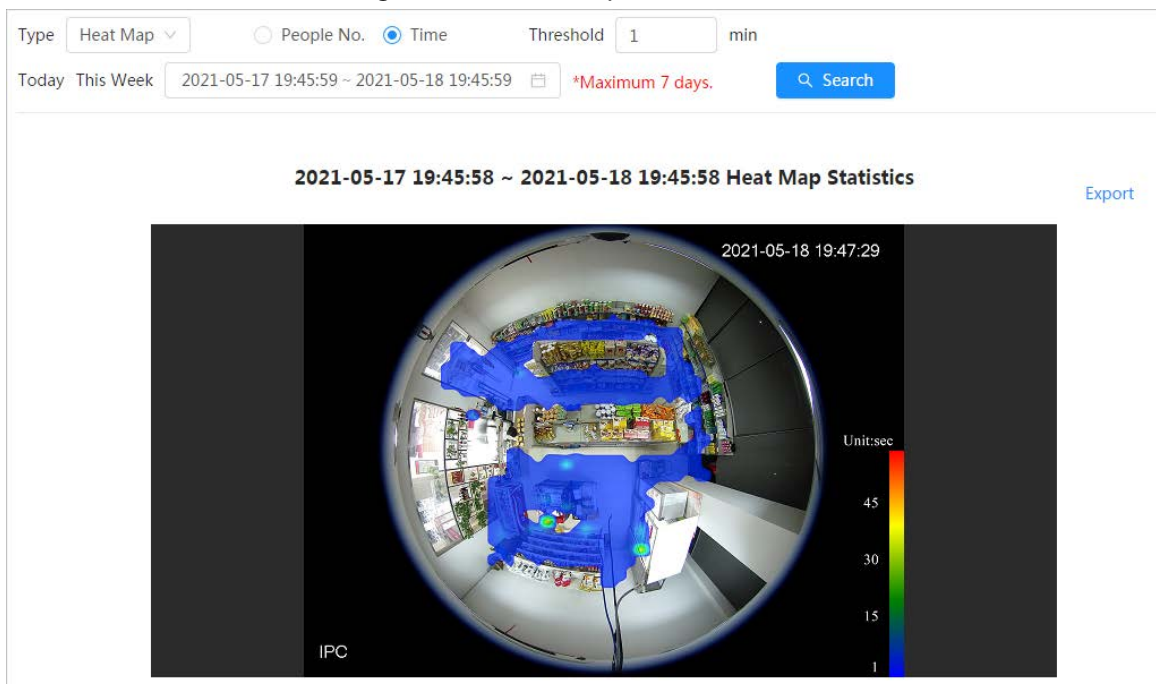 Type Heat Map People No. Time Threshold 1 min
Today This Week 2021-05-17 19:45:59 ~ 2021-05-18 19:45:59 *Maximum 7 days. Search
2021-05-17 19:45:58 ~ 2021-05-18 19:45:58 Heat Map Statistics
Export
2021-05-18 19:47:29
Unit:sec
45
30
15
1
IPC